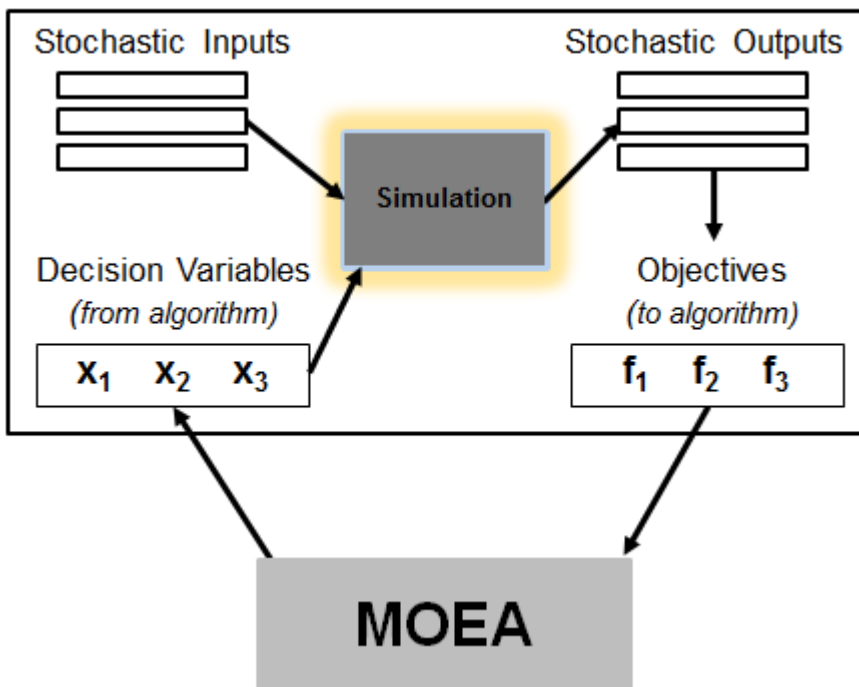 Stochastic Inputs
Stochastic Outputs
Simulation
Decision Variables
(from algorithm)
x₁ x₂ x₃
Objectives
(to algorithm)
f₁ f₂ f₃
MOEA